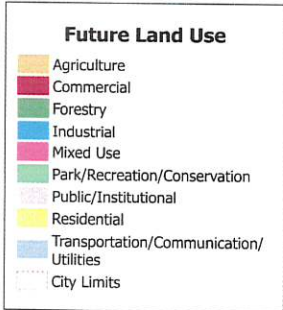 Future Land Use
Agriculture
Commercial
Forestry
Industrial
Mixed Use
Park/Recreation/Conservation
Public/Institutional
Residential
Transportation/Communication/
Utilities
City Limits